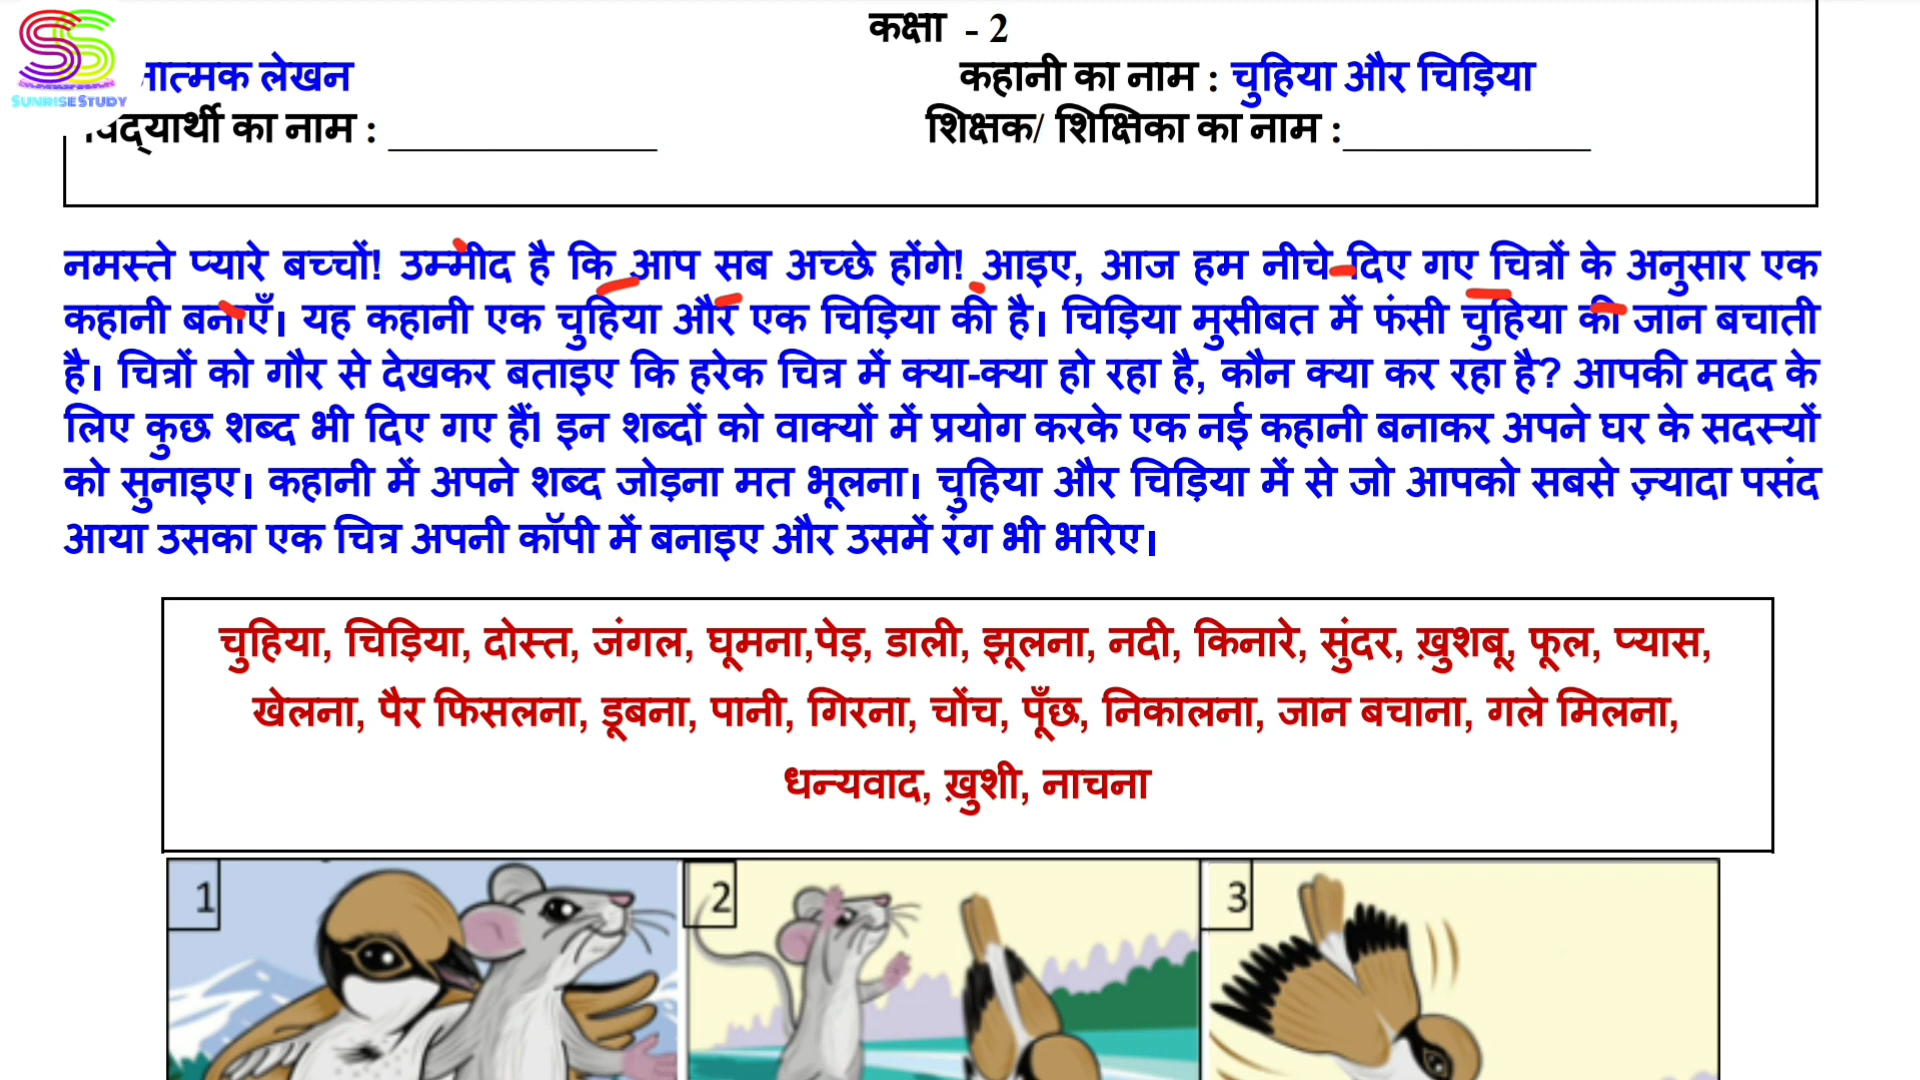 SUNRISESTUDY
कक्षा - 2
लेखन
कहानी का नाम : चुहिया और चिड़िया
का नाम : ______________
शिक्षक/ शिक्षिका का नाम :_____________
नमस्ते प्यारे बच्चों! उम्मीद है कि आप सब अच्छे होंगे! आइए, आज हम नीचे दिए गए चित्रों के अनुसार एक
कहानी बनाएँ। यह कहानी एक चुहिया और एक चिड़िया की है। चिड़िया मुसीबत में फंसी चुहिया की जान बचाती
है। चित्रों को गौर से देखकर बताइए कि हरेक चित्र में क्या-क्या हो रहा है, कौन क्या कर रहा है? आपकी मदद के
लिए कुछ शब्द भी दिए गए हैं। इन शब्दों को वाक्यों में प्रयोग करके एक नई कहानी बनाकर अपने घर के सदस्यों
को सुनाइए। कहानी में अपने शब्द जोड़ना मत भूलना। चुहिया और चिड़िया में से जो आपको सबसे ज़्यादा पसंद
आया उसका एक चित्र अपनी कॉपी में बनाइए और उसमें रंग भी भरिए।
चुहिया, चिड़िया, दोस्त, जंगल, घूमना,पेड़, डाली, झूलना, नदी, किनारे, सुंदर, ख़ुशबू, फूल, प्यास,
खेलना, पैर फिसलना, डूबना, पानी, गिरना, चोंच, पूँछ, निकालना, जान बचाना, गले मिलना,
धन्यवाद, ख़ुशी, नाचना
1
2
3